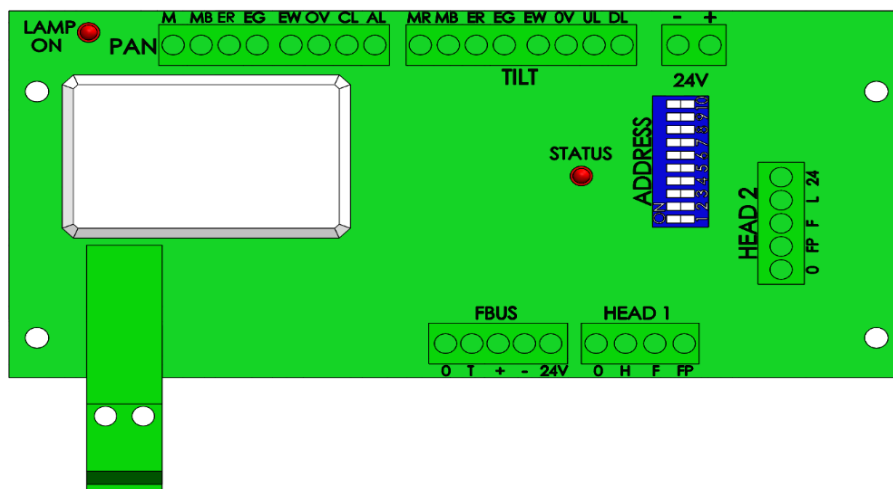 LAMP
ON
PAN
M MB ER EG EW OV CL AL
MR MB ER EG EW 0V UL DL
TILT
- +
24V
STATUS
ADDRESS
ON
1 2 3 4 5 6 7 8 9 10
HEAD 2
0 FP F L 24
FBUS
0 T + - 24V
HEAD 1
0 H F FP